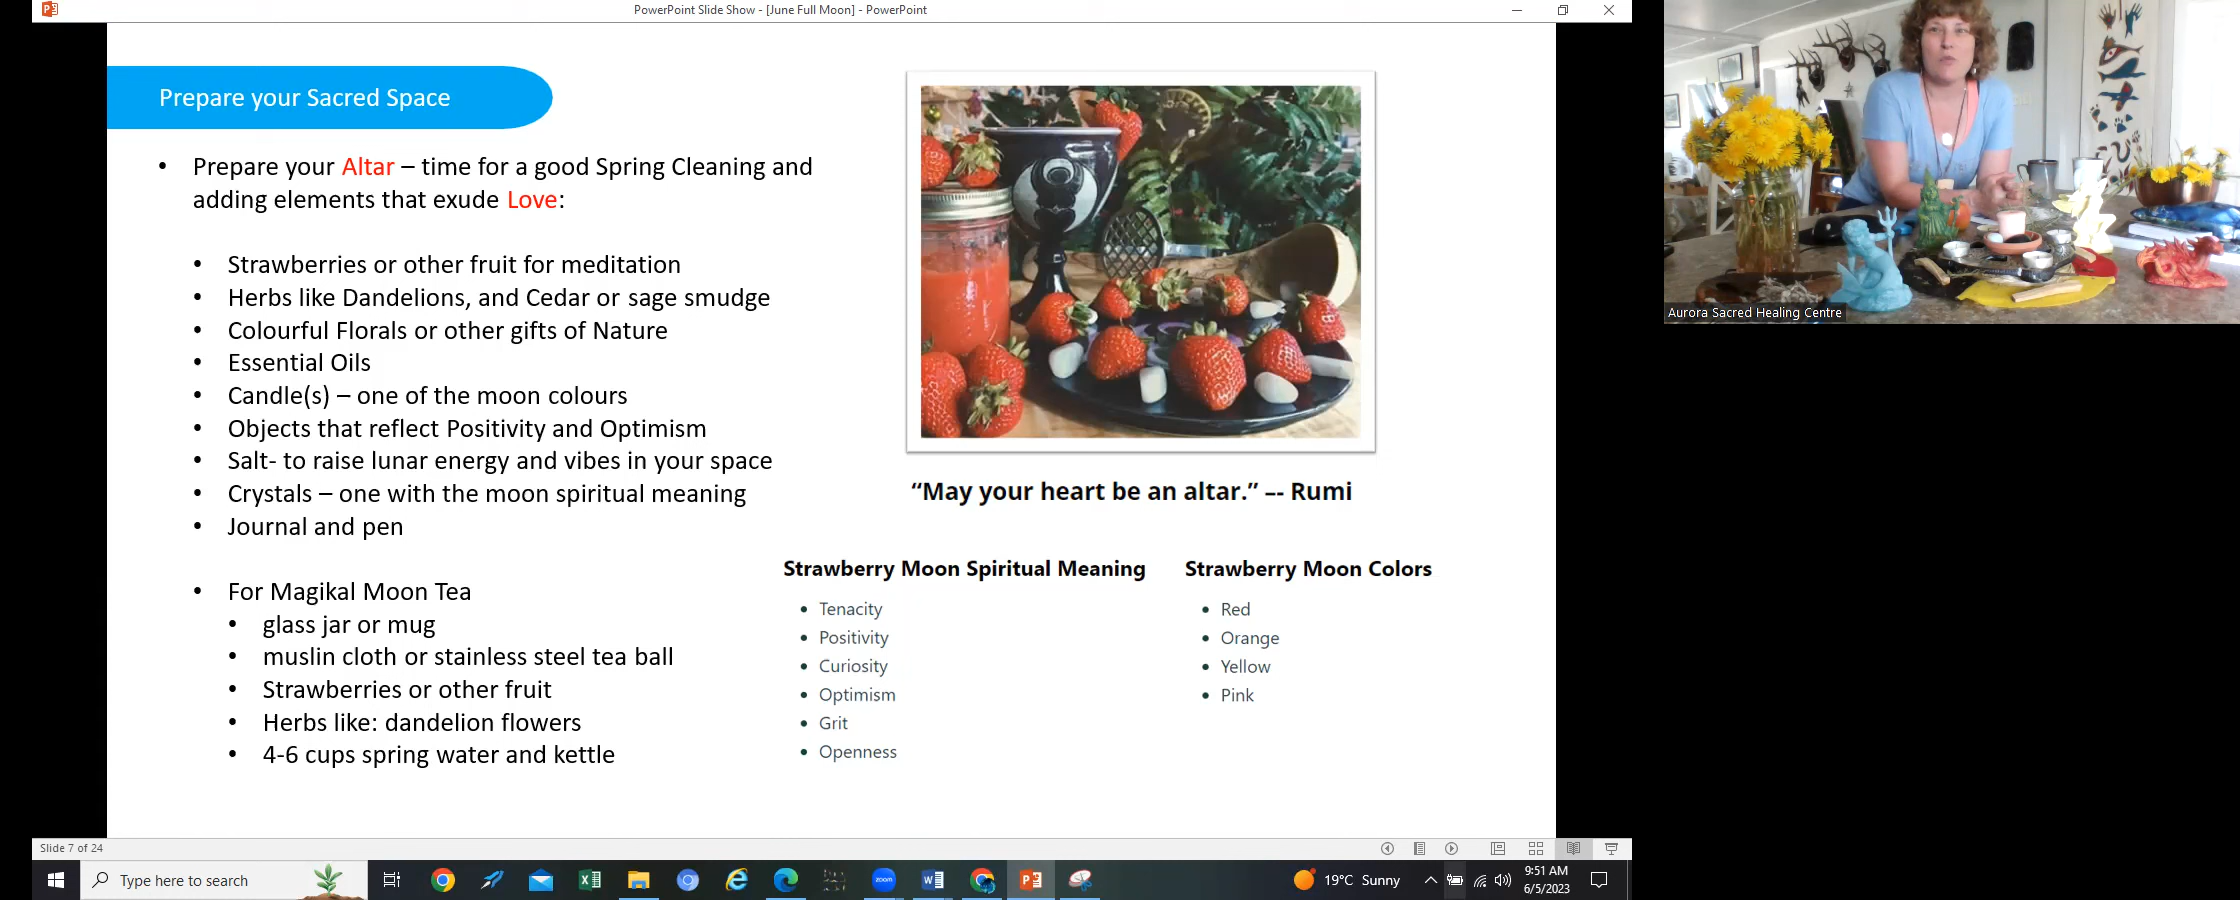 PowerPoint Slide Show - [June Full Moon] - PowerPoint
Prepare your Sacred Space
• Prepare your Altar – time for a good Spring Cleaning and
adding elements that exude Love:
• Strawberries or other fruit for meditation
• Herbs like Dandelions, and Cedar or sage smudge
• Colourful Florals or other gifts of Nature
• Essential Oils
• Candle(s) – one of the moon colours
• Objects that reflect Positivity and Optimism
• Salt- to raise lunar energy and vibes in your space
• Crystals – one with the moon spiritual meaning
• Journal and pen
• For Magikal Moon Tea
• glass jar or mug
• muslin cloth or stainless steel tea ball
• Strawberries or other fruit
• Herbs like: dandelion flowers
• 4-6 cups spring water and kettle
“May your heart be an altar.” -- Rumi
Strawberry Moon Spiritual Meaning
• Tenacity
• Positivity
• Curiosity
• Optimism
• Grit
• Openness
Strawberry Moon Colors
• Red
• Orange
• Yellow
• Pink
Aurora Sacred Healing Centre
Slide 7 of 24
Type here to search
zoom
19°C Sunny
9:51 AM
6/5/2023